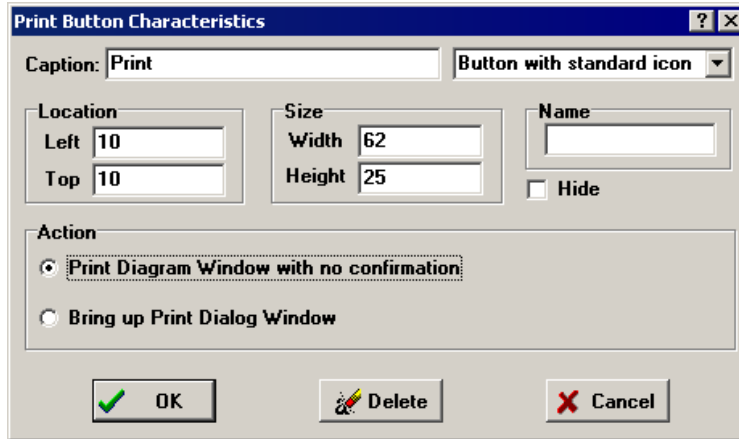 Print Button Characteristics ? X
Caption: Print Button with standard icon
Location Size Name
Left 10 Width 62
Top 10 Height 25
Hide
Action
Print Diagram Window with no confirmation
Bring up Print Dialog Window
OK Delete Cancel